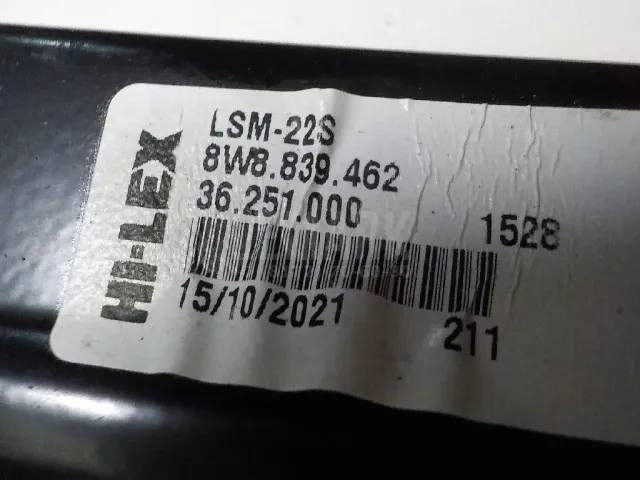 HI-LEX
LSM-22S
8W8.839.462
36.251.000
1528
15/10/2021
211